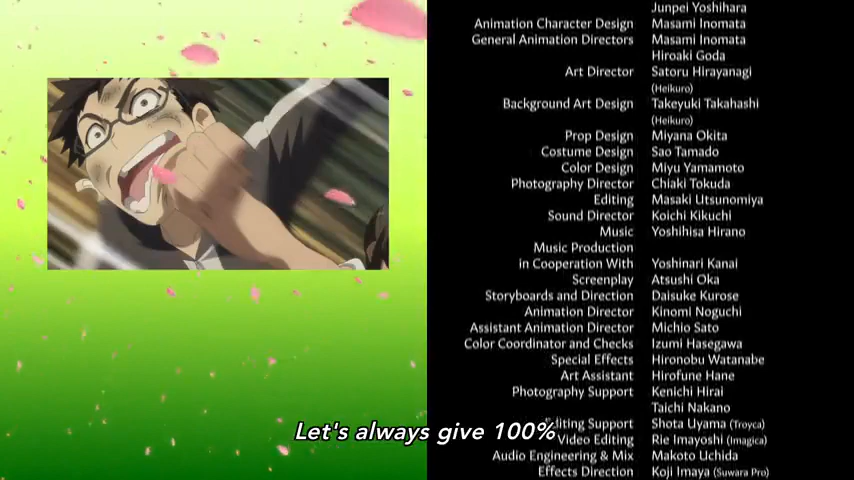 Junpei Yoshihara
Animation Character Design Masami Inomata
General Animation Directors Masami Inomata
Hiroaki Goda
Art Director Satoru Hirayanagi
(Heikuro)
Background Art Design Takeyuki Takahashi
(Heikuro)
Prop Design Miyana Okita
Costume Design Sao Tamado
Color Design Miyu Yamamoto
Photography Director Chiaki Tokuda
Editing Masaki Utsunomiya
Sound Director Koichi Kikuchi
Music Yoshihisa Hirano
Music Production
in Cooperation With Yoshinari Kanai
Screenplay Atsushi Oka
Storyboards and Direction Daisuke Kurose
Animation Director Kinomi Noguchi
Assistant Animation Director Michio Sato
Color Coordinator and Checks Izumi Hasegawa
Special Effects Hironobu Watanabe
Art Assistant Hirofune Hane
Photography Support Kenichi Hirai
Taichi Nakano
Editing Support Shota Uyama (Troyca)
Let's always give 100%
Video Editing Rie Imayoshi (Imagica)
Audio Engineering & Mix Makoto Uchida
Effects Direction Koji Imaya (Suwara Pro)